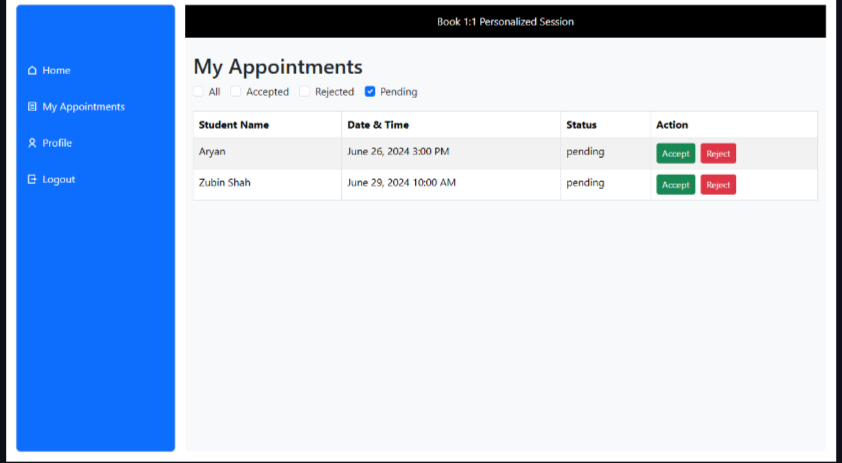 Book 1:1 Personalized Session
Home
My Appointments
Profile
Logout
My Appointments
All Accepted Rejected Pending
Student Name Date & Time Status Action
Aryan June 26, 2024 3:00 PM pending Accept Reject
Zubin Shah June 29, 2024 10:00 AM pending Accept Reject